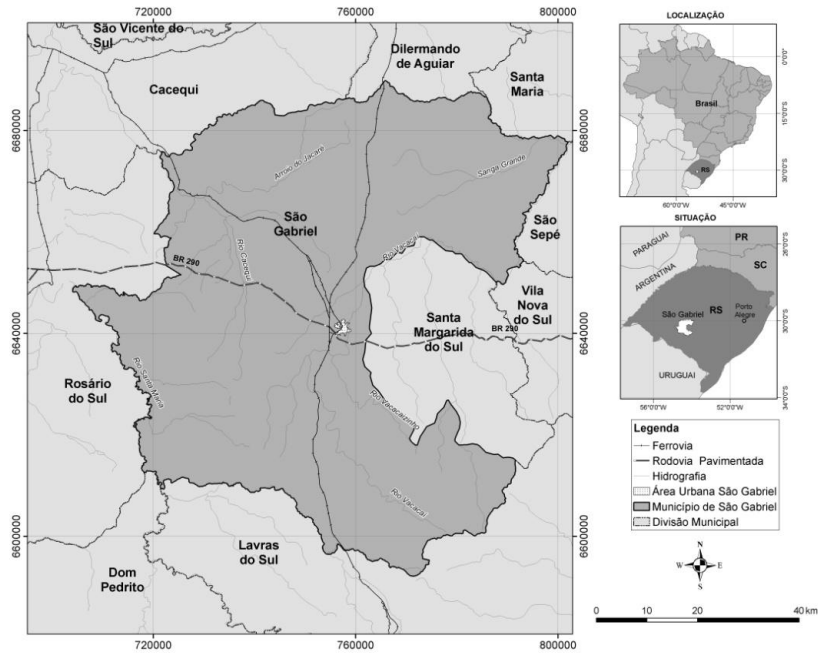 720000
760000
800000
São Vicente do
Sul
Dilermando
de Aguiar
Santa
Maria
Cacequi
6680000
6680000
Arroio do Jacaré
Sanga Grande
São
Gabriel
São
Sepé
Rio Vacacaí
Rio Cacequi
BR 290
Vila
Nova
do Sul
Santa
Margarida
do Sul
BR 290
6640000
6640000
Rosário
do Sul
Rio Santa Maria
Rio Vacacaizinho
Rio Vacacaí
6600000
6600000
Lavras
do Sul
Dom
Pedrito
720000
760000
800000
LOCALIZAÇÃO
Brasil
RS
0°0'0"
15°0'0"S
30°0'0"S
60°0'0"W
45°0'0"W
SITUAÇÃO
PARAGUAI
PR
ARGENTINA
SC
RS
São Gabriel
Porto
Alegre
URUGUAI
26°0'0"S
30°0'0"S
34°0'0"S
56°0'0"W
52°0'0"W
Legenda
Ferrovia
Rodovia Pavimentada
Hidrografia
Área Urbana São Gabriel
Município de São Gabriel
Divisão Municipal
N
W
E
S
0 10 20 40 km